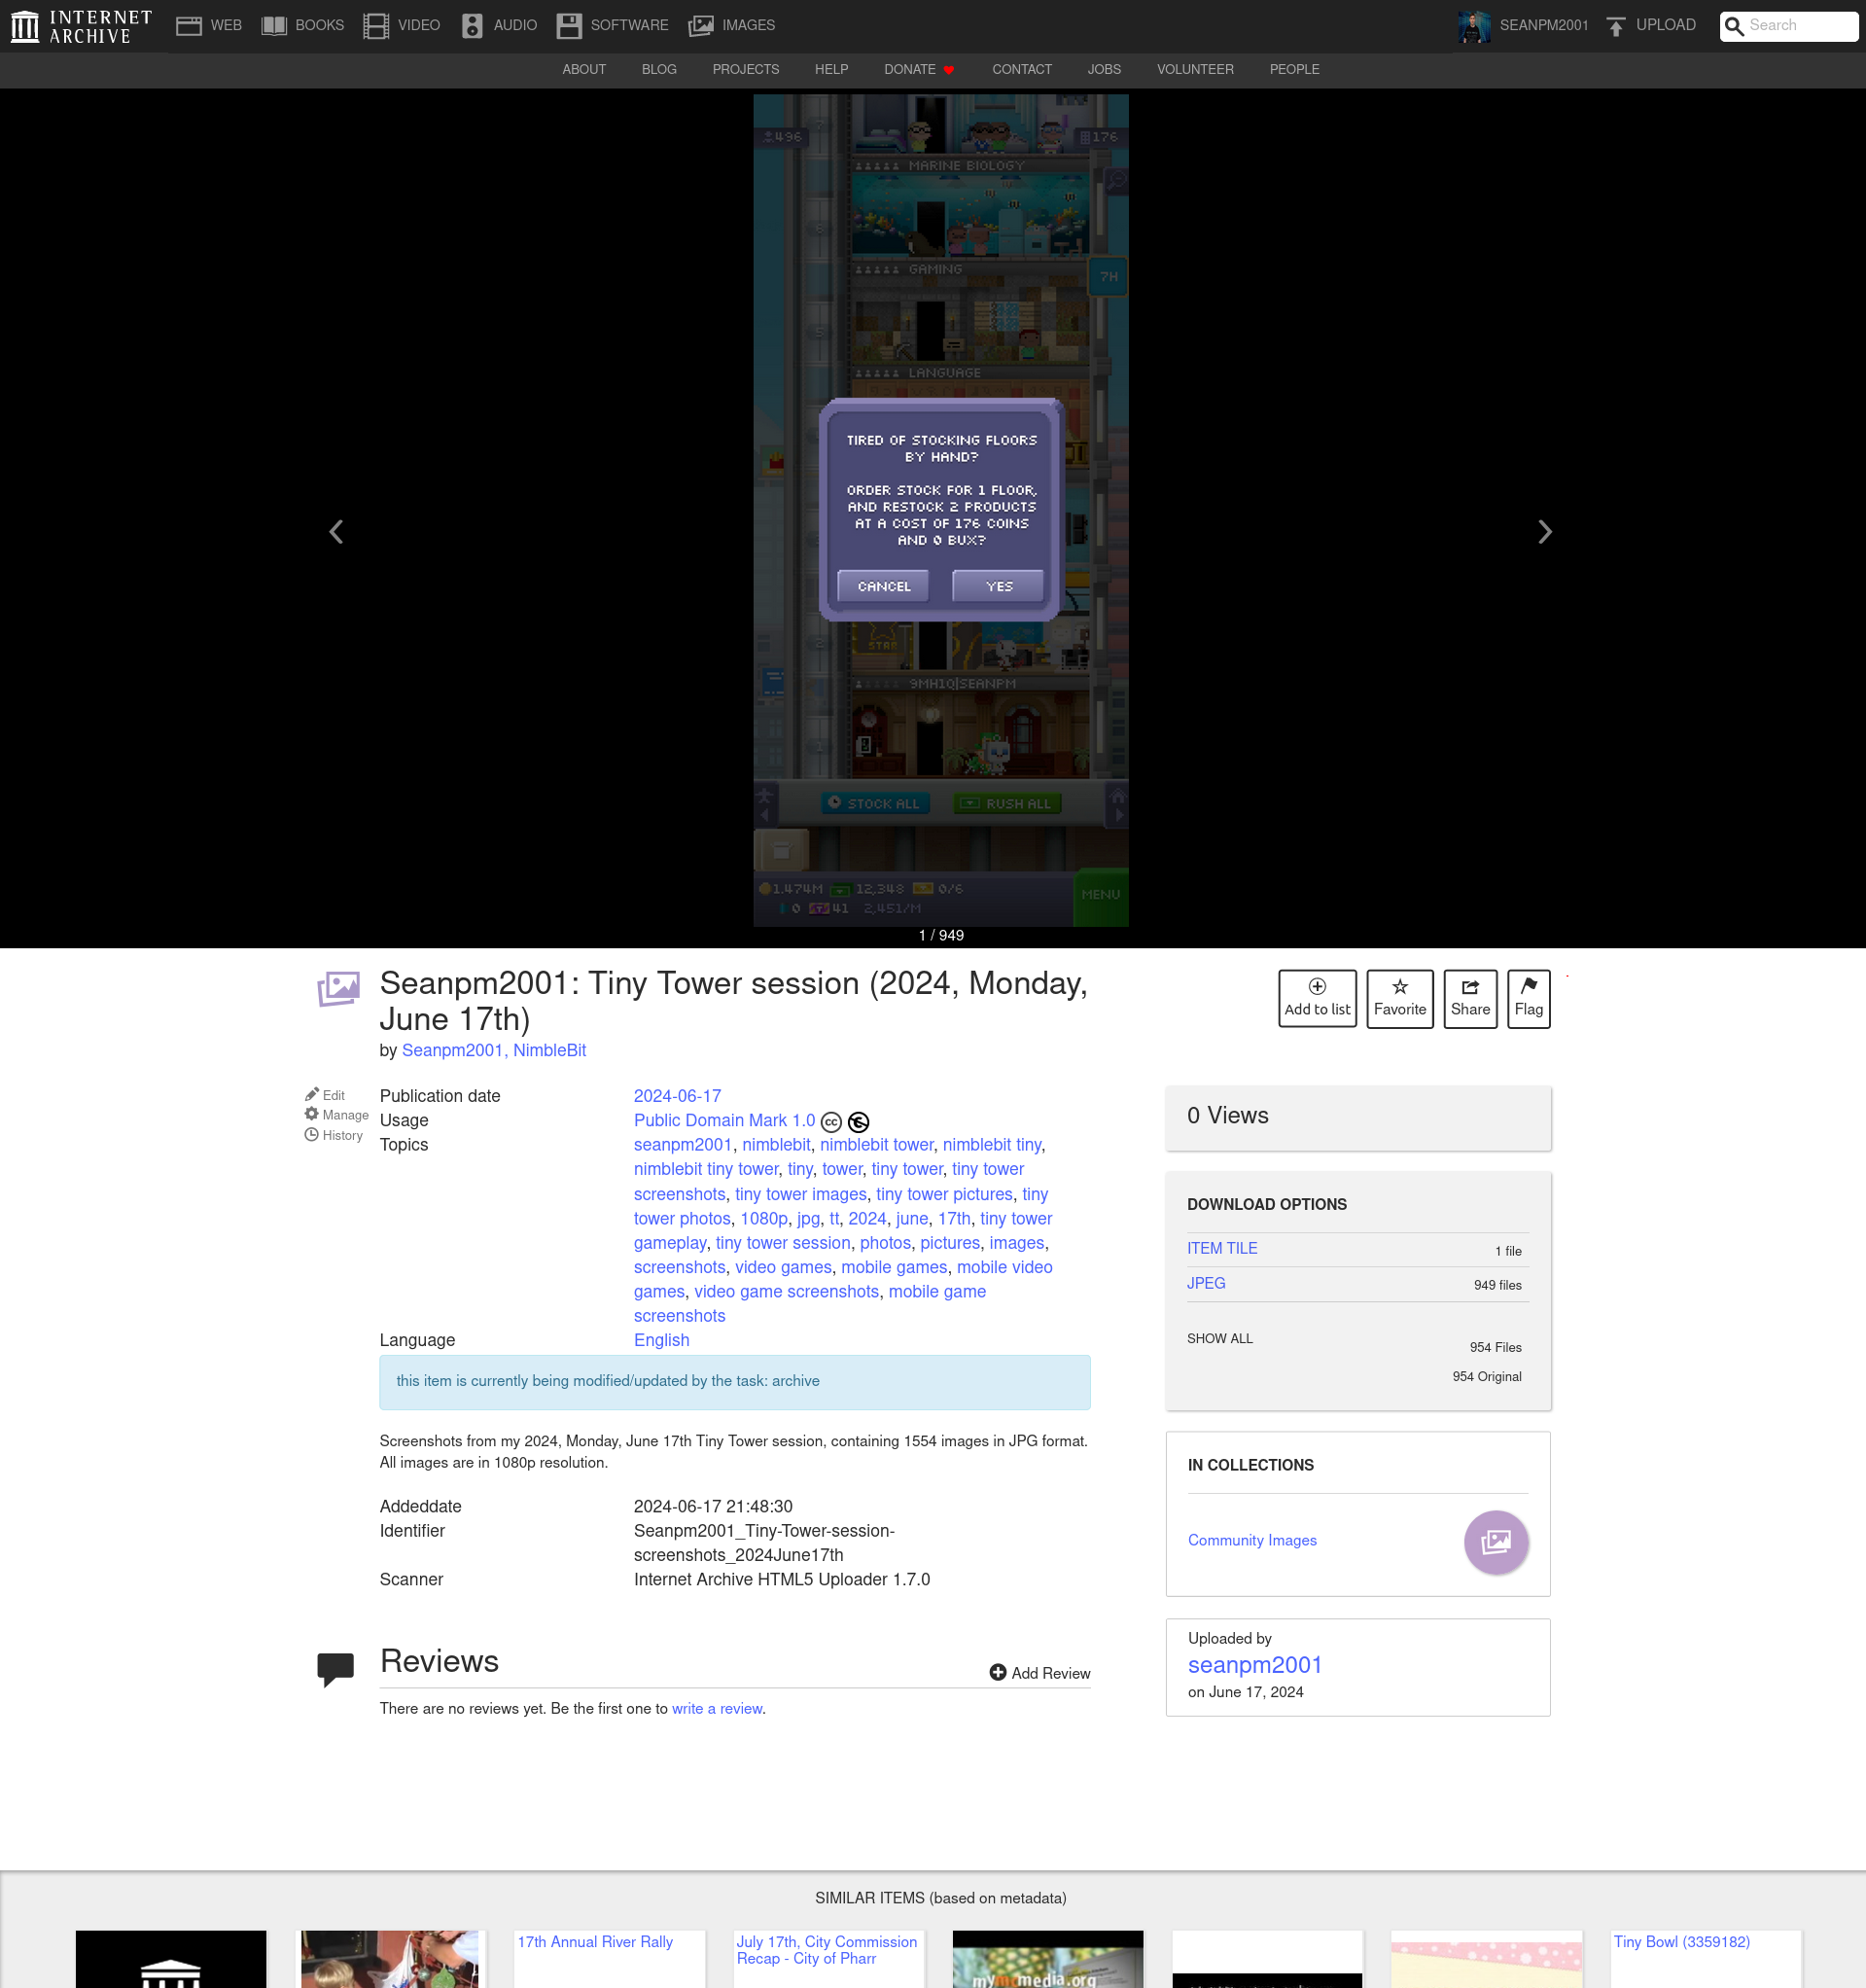 INTERNET ARCHIVE
WEB BOOKS VIDEO AUDIO SOFTWARE IMAGES
SEANPM2001 UPLOAD Search
ABOUT BLOG PROJECTS HELP DONATE CONTACT JOBS VOLUNTEER PEOPLE
496 176
MARINE BIOLOGY
8
GAMING
7H
5
LANGUAGE
TIRED OF STOCKING FLOORS
BY HAND?
ORDER STOCK FOR 1 FLOOR,
AND RESTOCK 2 PRODUCTS
AT A COST OF 176 COINS
AND 0 BUX?
CANCEL YES
STAR
2
9MH1Q|SEANPM
1
STOCK ALL RUSH ALL
1.474M 12,348 0/6
MENU
0 41 2,451/M
1 / 949
Seanpm2001: Tiny Tower session (2024, Monday,
June 17th)
by Seanpm2001, NimbleBit
Add to list Favorite Share Flag
Edit
Manage
History
Publication date 2024-06-17
Usage Public Domain Mark 1.0
Topics seanpm2001, nimblebit, nimblebit tower, nimblebit tiny,
nimblebit tiny tower, tiny, tower, tiny tower, tiny tower
screenshots, tiny tower images, tiny tower pictures, tiny
tower photos, 1080p, jpg, tt, 2024, june, 17th, tiny tower
gameplay, tiny tower session, photos, pictures, images,
screenshots, video games, mobile games, mobile video
games, video game screenshots, mobile game
screenshots
Language English
this item is currently being modified/updated by the task: archive
Screenshots from my 2024, Monday, June 17th Tiny Tower session, containing 1554 images in JPG format.
All images are in 1080p resolution.
Addeddate 2024-06-17 21:48:30
Identifier Seanpm2001_Tiny-Tower-session-
screenshots_2024June17th
Scanner Internet Archive HTML5 Uploader 1.7.0
Reviews
Add Review
There are no reviews yet. Be the first one to write a review.
0 Views
DOWNLOAD OPTIONS
ITEM TILE 1 file
JPEG 949 files
SHOW ALL 954 Files
954 Original
IN COLLECTIONS
Community Images
Uploaded by
seanpm2001
on June 17, 2024
SIMILAR ITEMS (based on metadata)
17th Annual River Rally
July 17th, City Commission
Recap - City of Pharr
mymcmedia.org
Tiny Bowl (3359182)